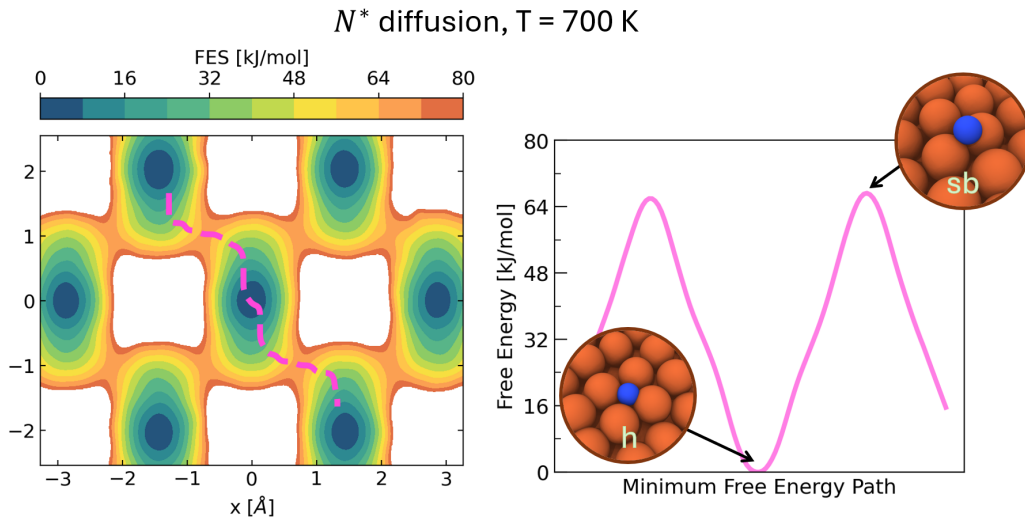 N* diffusion, T = 700 K
FES [kJ/mol]
0 16 32 48 64 80
2
1
0
−1
−2
−3 −2 −1 0 1 2 3
x [Å]
80
64
48
32
16
0
Free Energy [kJ/mol]
Minimum Free Energy Path
sb
h